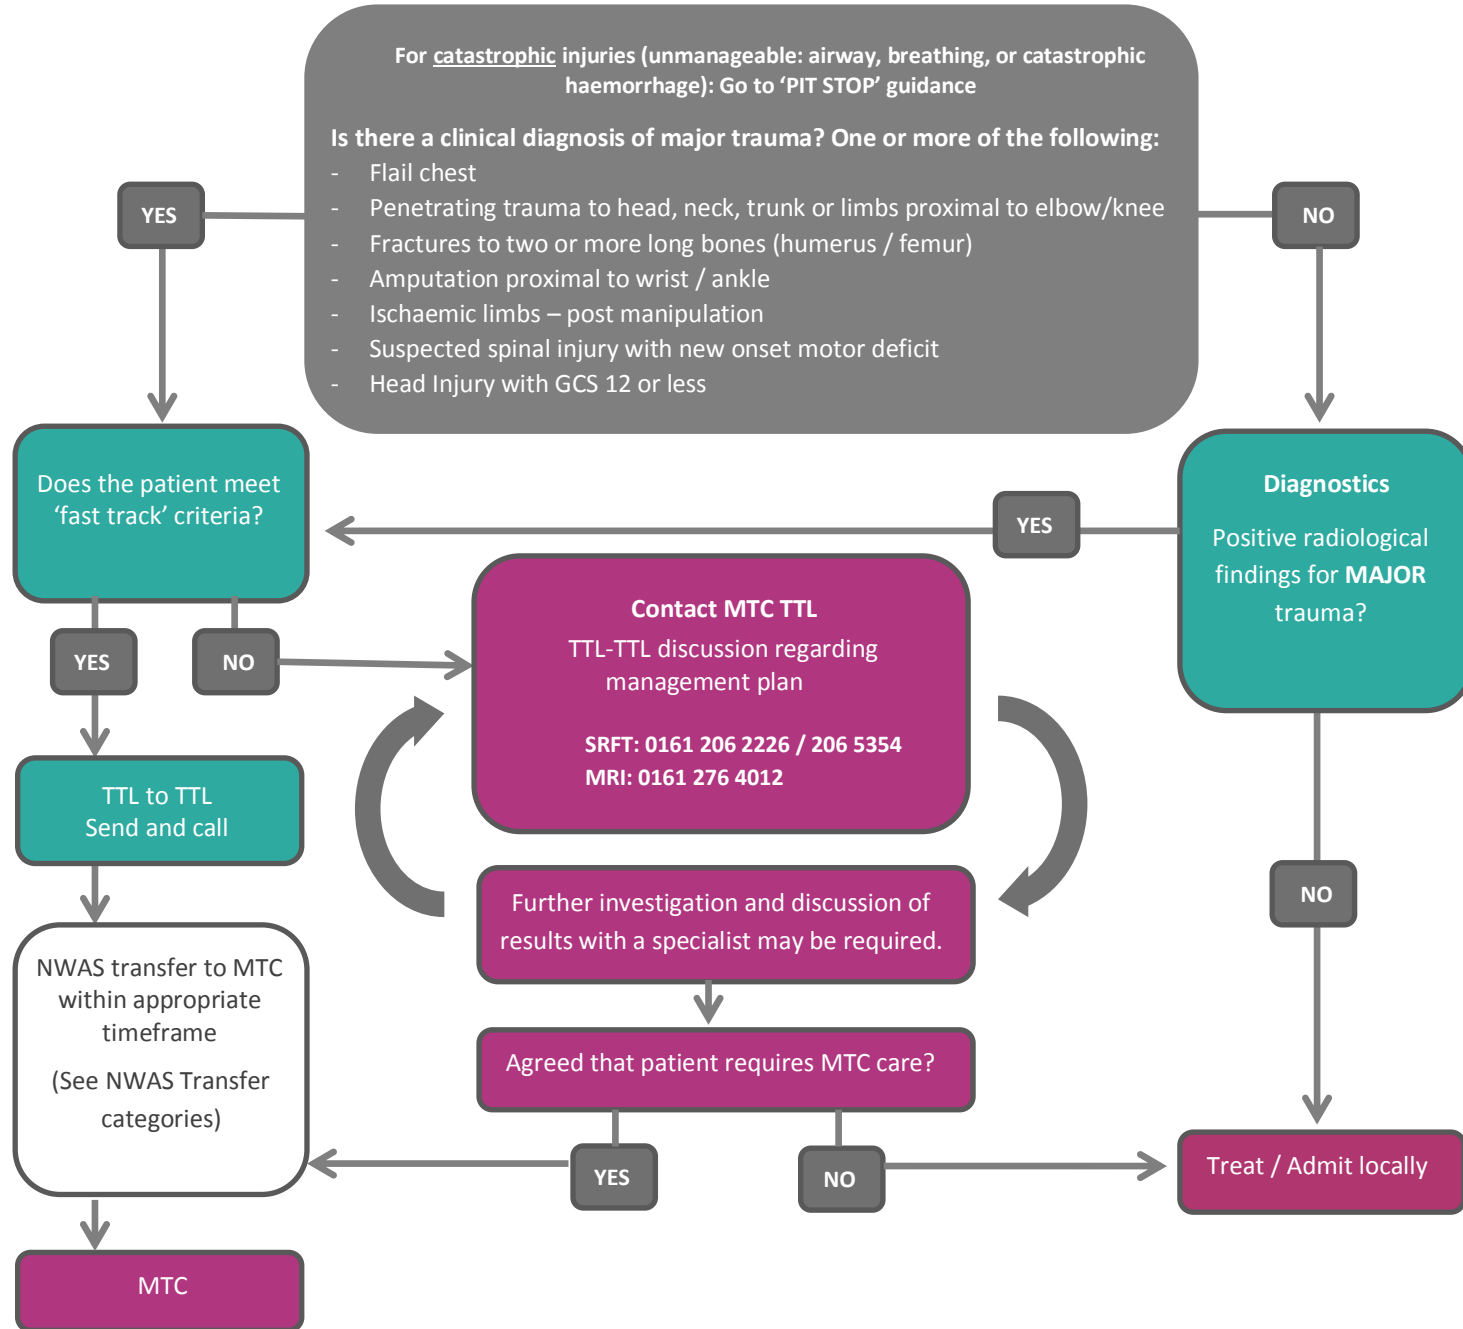 For catastrophic injuries (unmanageable: airway, breathing, or catastrophic
haemorrhage): Go to ‘PIT STOP’ guidance
Is there a clinical diagnosis of major trauma? One or more of the following:
- Flail chest
- Penetrating trauma to head, neck, trunk or limbs proximal to elbow/knee
- Fractures to two or more long bones (humerus / femur)
- Amputation proximal to wrist / ankle
- Ischaemic limbs – post manipulation
- Suspected spinal injury with new onset motor deficit
- Head Injury with GCS 12 or less
YES
NO
Does the patient meet
‘fast track’ criteria?
YES
Diagnostics
Positive radiological
findings for MAJOR
trauma?
YES
NO
Contact MTC TTL
TTL-TTL discussion regarding
management plan
SRFT: 0161 206 2226 / 206 5354
MRI: 0161 276 4012
TTL to TTL
Send and call
Further investigation and discussion of
results with a specialist may be required.
NO
NWAS transfer to MTC
within appropriate
timeframe
(See NWAS Transfer
categories)
Agreed that patient requires MTC care?
YES
NO
Treat / Admit locally
MTC